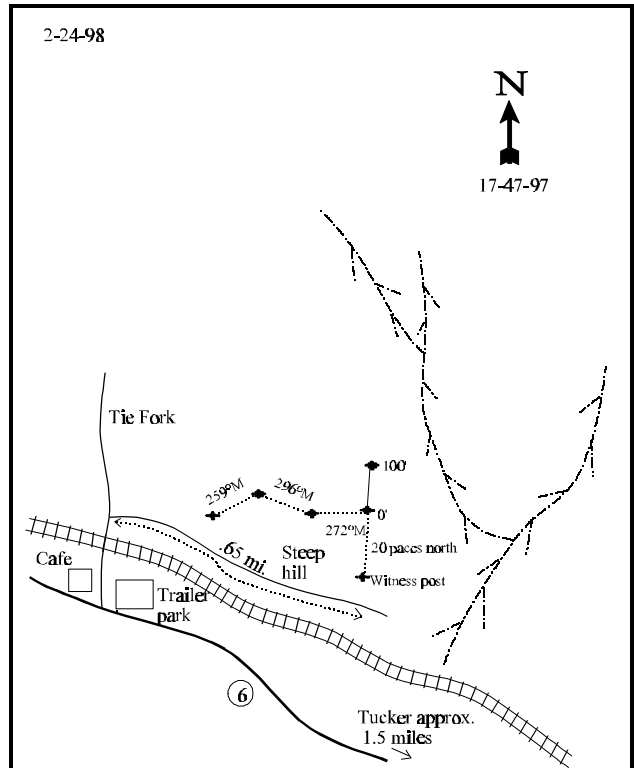 2-24-98
N
17-47-97
Tie Fork
100'
259°M
296°M
0'
272°M
.65 mi.
Steep
hill
20 paces north
Cafe
Witness post
Trailer
park
6
Tucker approx.
1.5 miles